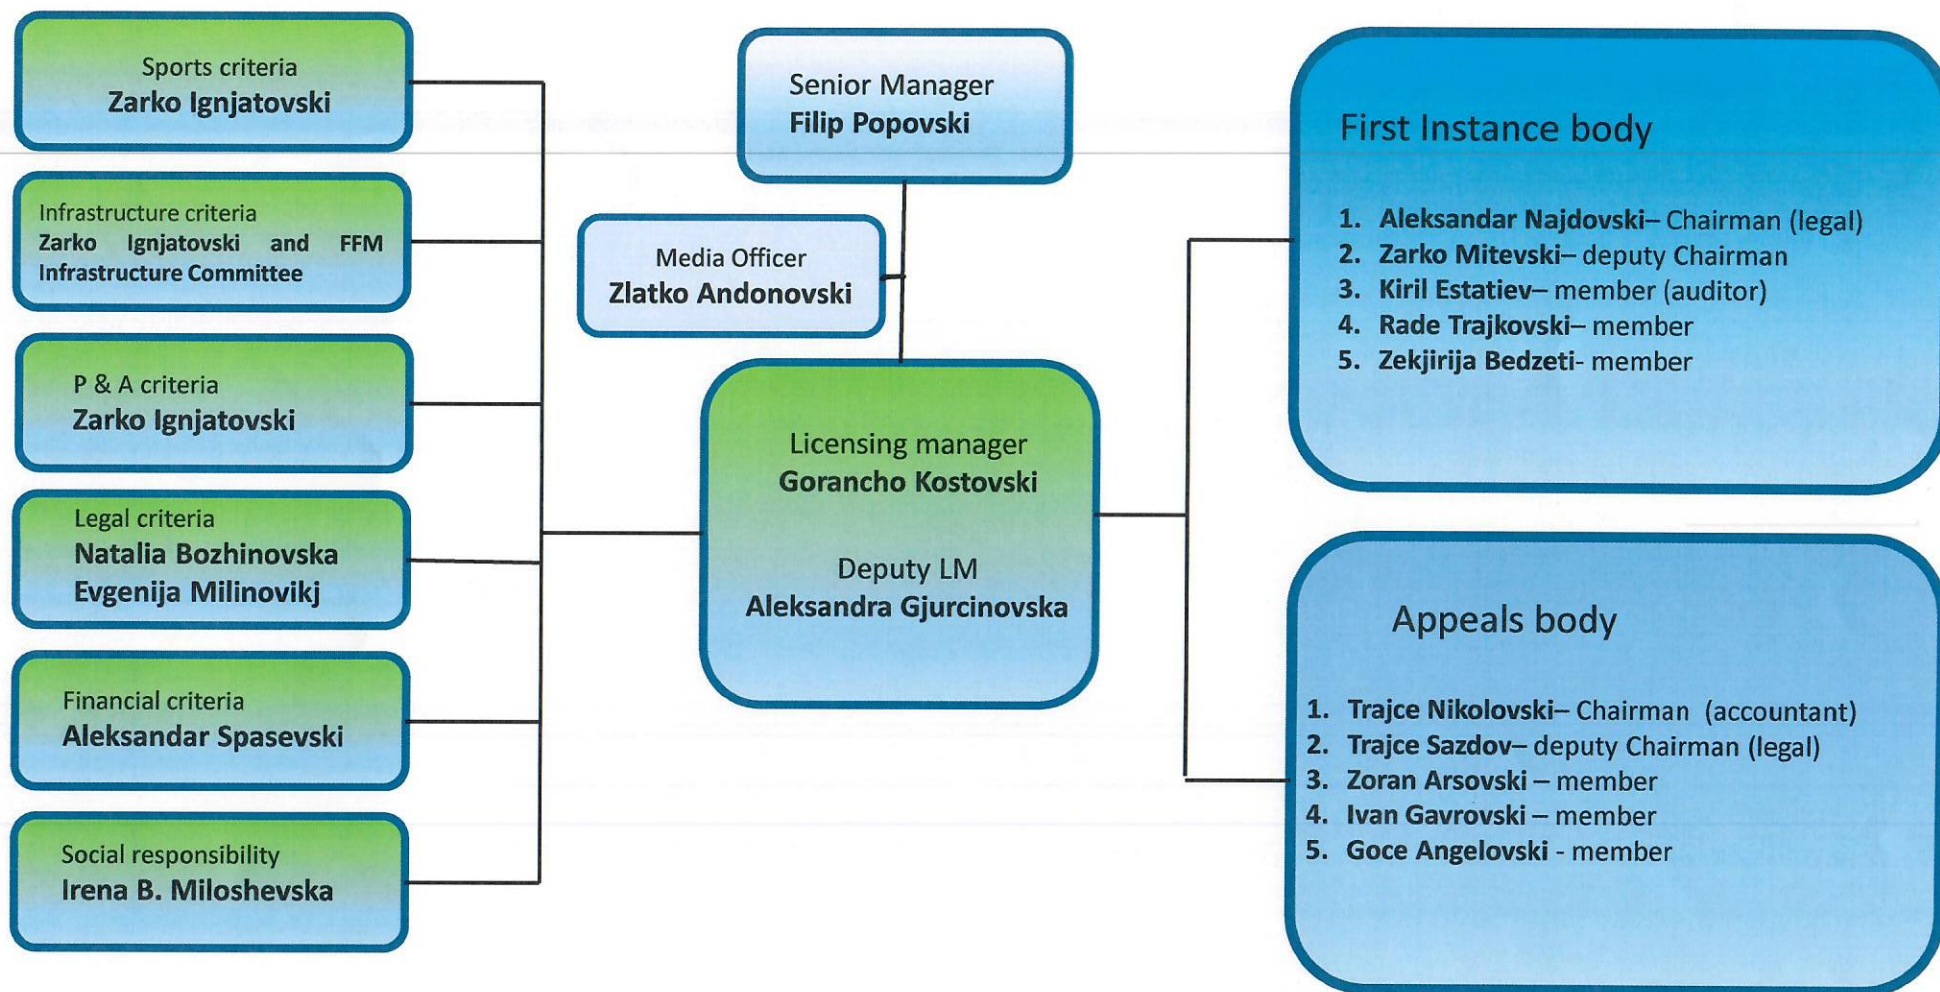 Sports criteria
Zarko Ignjatovski
Infrastructure criteria
Zarko Ignjatovski and FFM
Infrastructure Committee
P & A criteria
Zarko Ignjatovski
Legal criteria
Natalia Bozhinovska
Evgenija Milinovikj
Financial criteria
Aleksandar Spasevski
Social responsibility
Irena B. Miloshevska
Senior Manager
Filip Popovski
Media Officer
Zlatko Andonovski
Licensing manager
Gorancho Kostovski
Deputy LM
Aleksandra Gjurcinovska
First Instance body
1. Aleksandar Najdovski– Chairman (legal)
2. Zarko Mitevski– deputy Chairman
3. Kiril Estatiev– member (auditor)
4. Rade Trajkovski– member
5. Zekjirija Bedzeti- member
Appeals body
1. Trajce Nikolovski– Chairman (accountant)
2. Trajce Sazdov– deputy Chairman (legal)
3. Zoran Arsovski – member
4. Ivan Gavrovski – member
5. Goce Angelovski - member